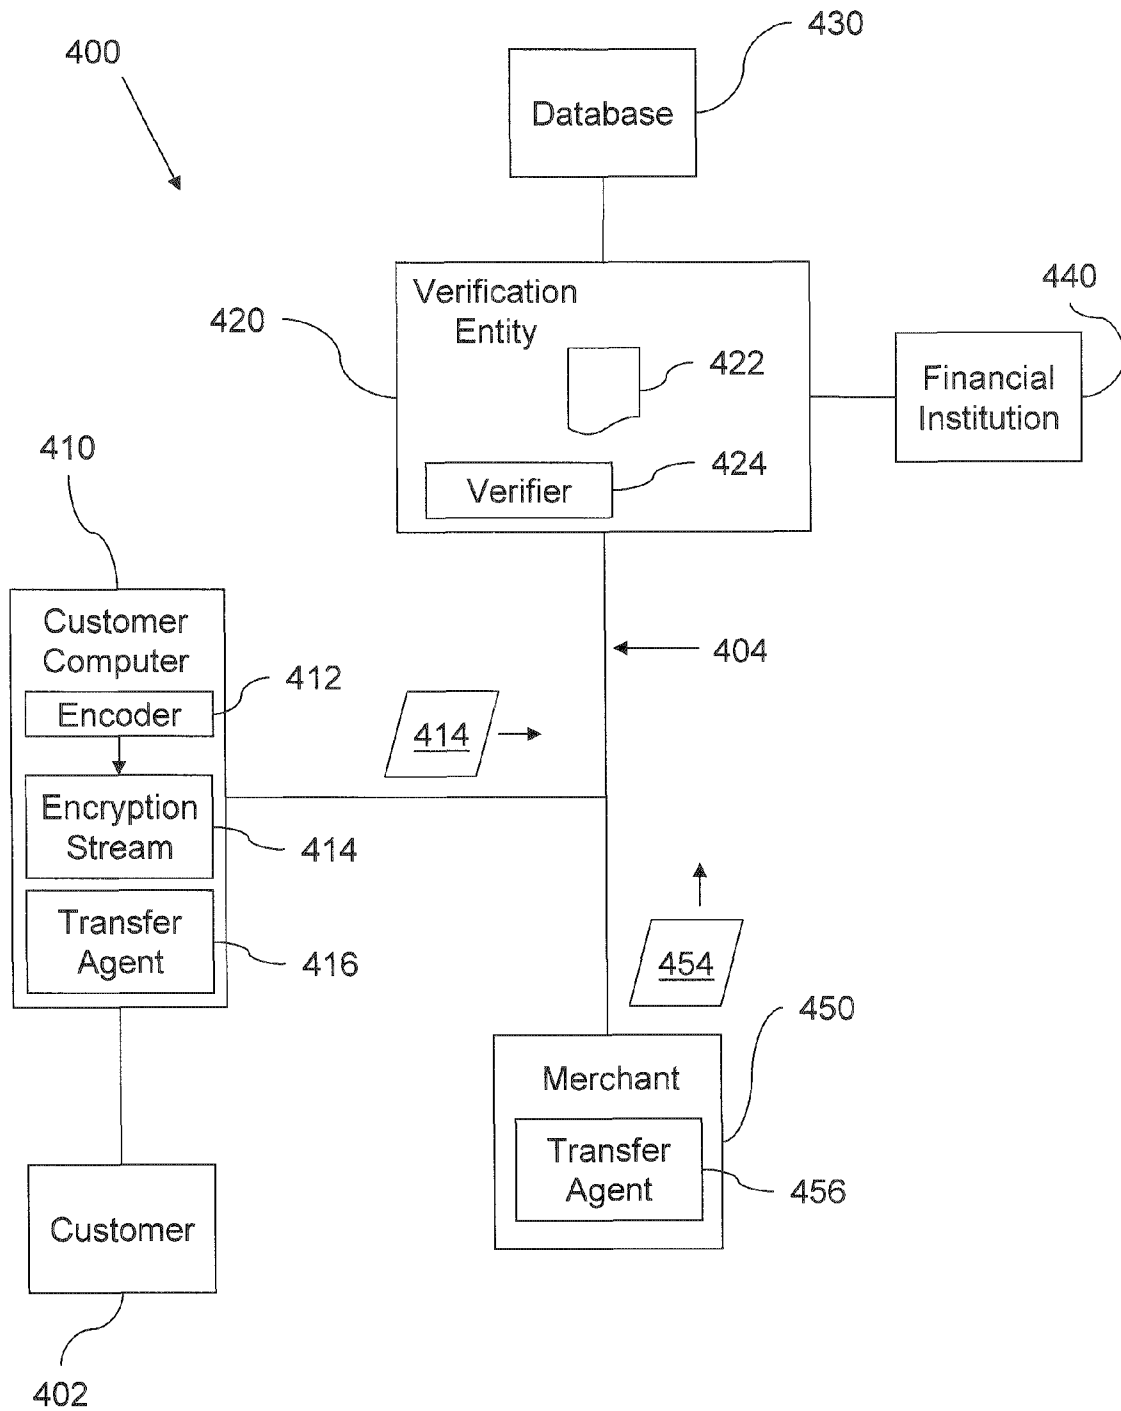 430
400
Database
Verification
Entity
440
420
422
Financial
Institution
410
424
Verifier
Customer
Computer
404
412
Encoder
414
Encryption
Stream
414
Transfer
Agent
416
454
450
Merchant
Transfer
Agent
456
Customer
402